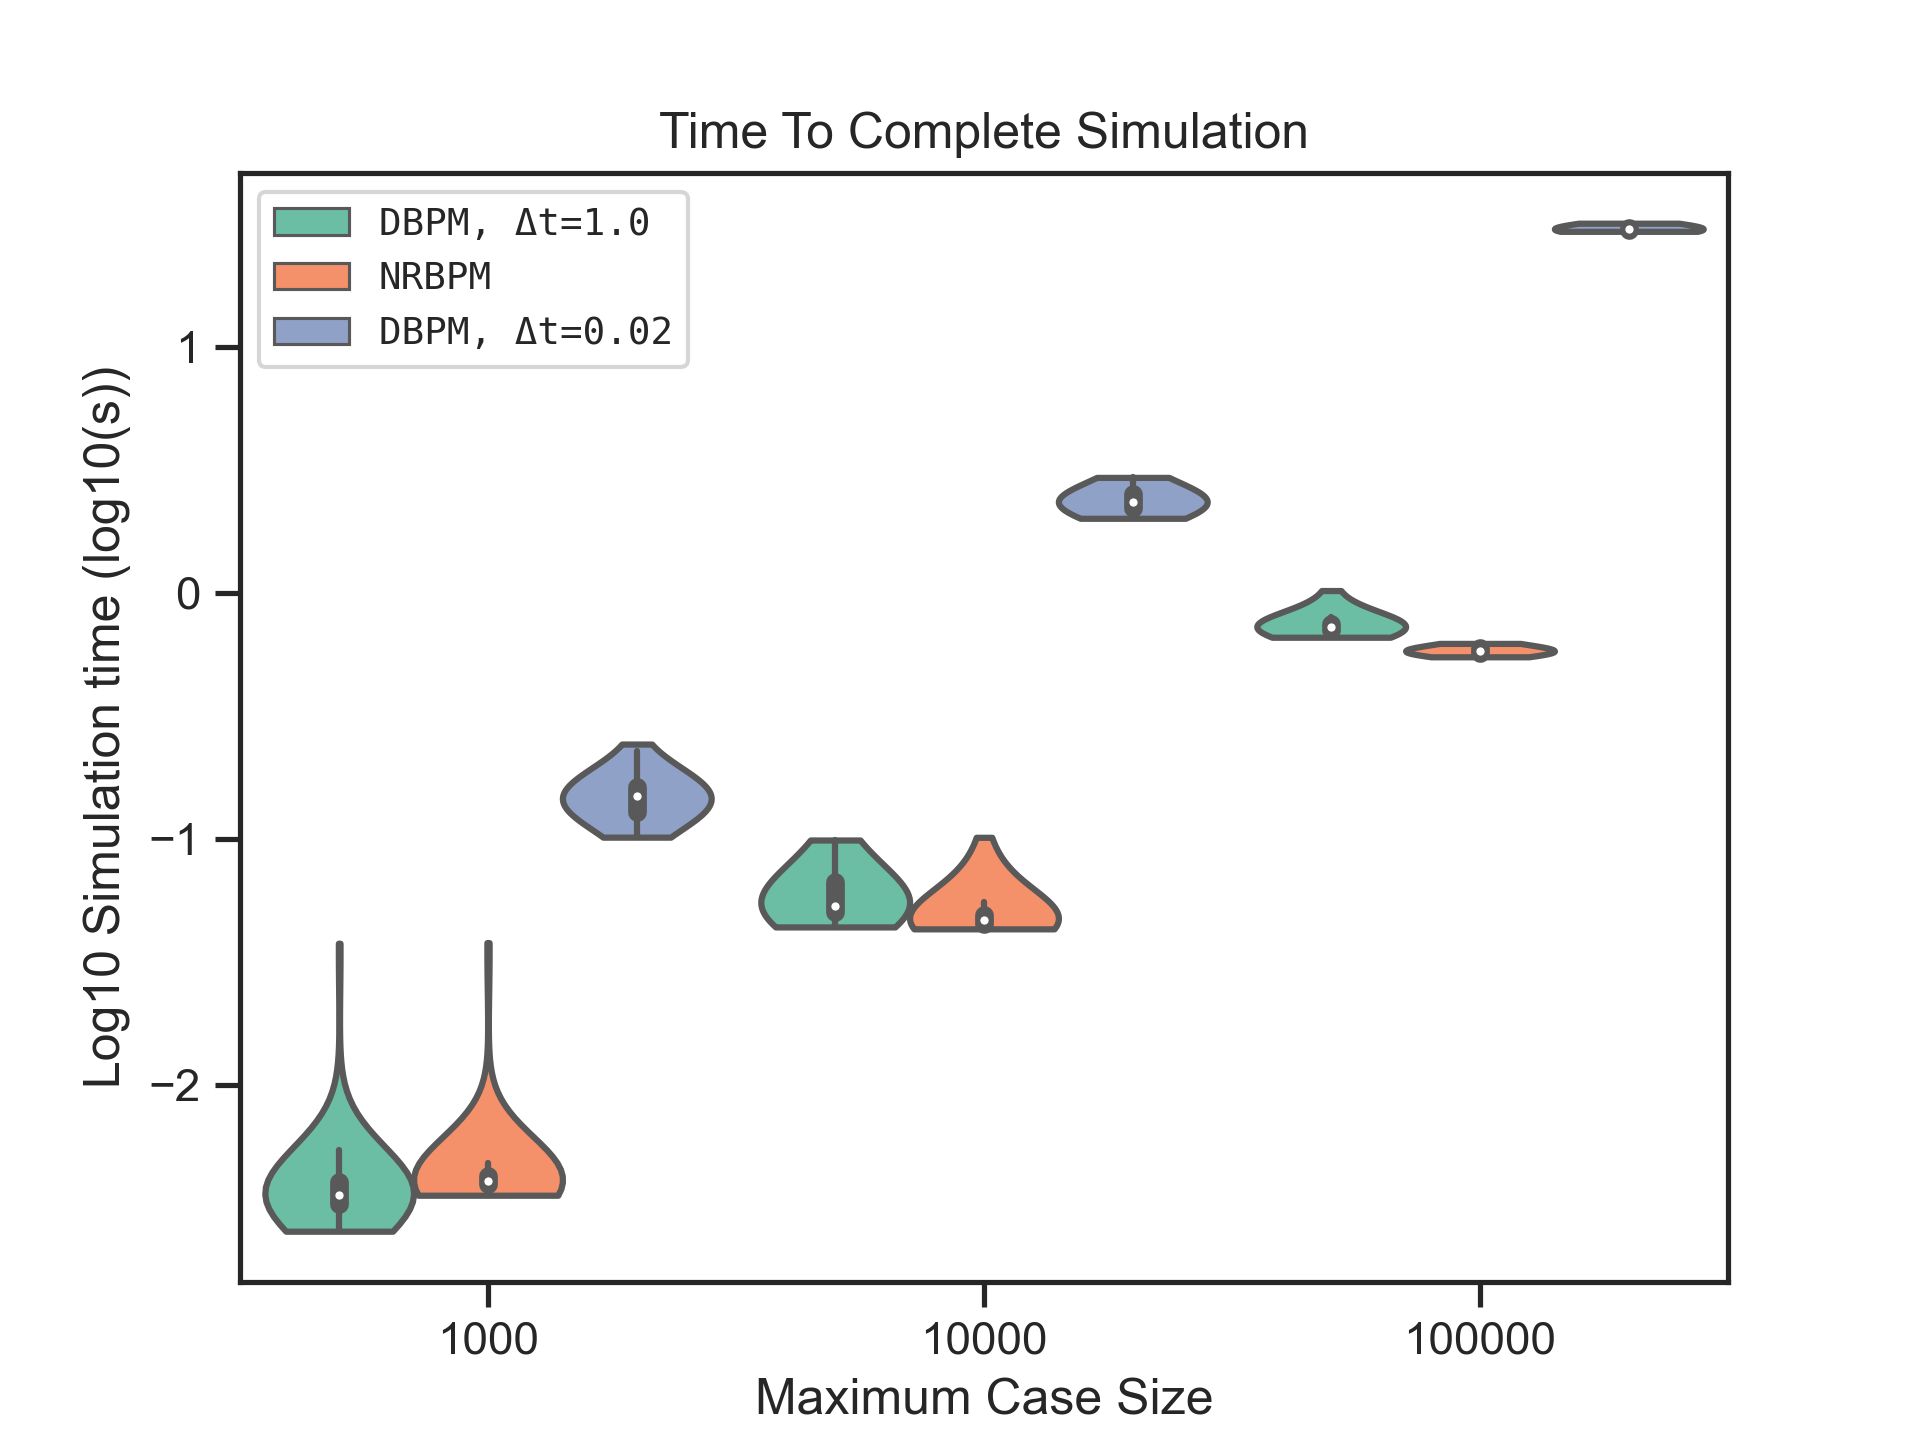 Time To Complete Simulation
DBPM, Δt=1.0
NRBPM
DBPM, Δt=0.02
Log10 Simulation time (log10(s))
1
0
−1
−2
1000
10000
100000
Maximum Case Size